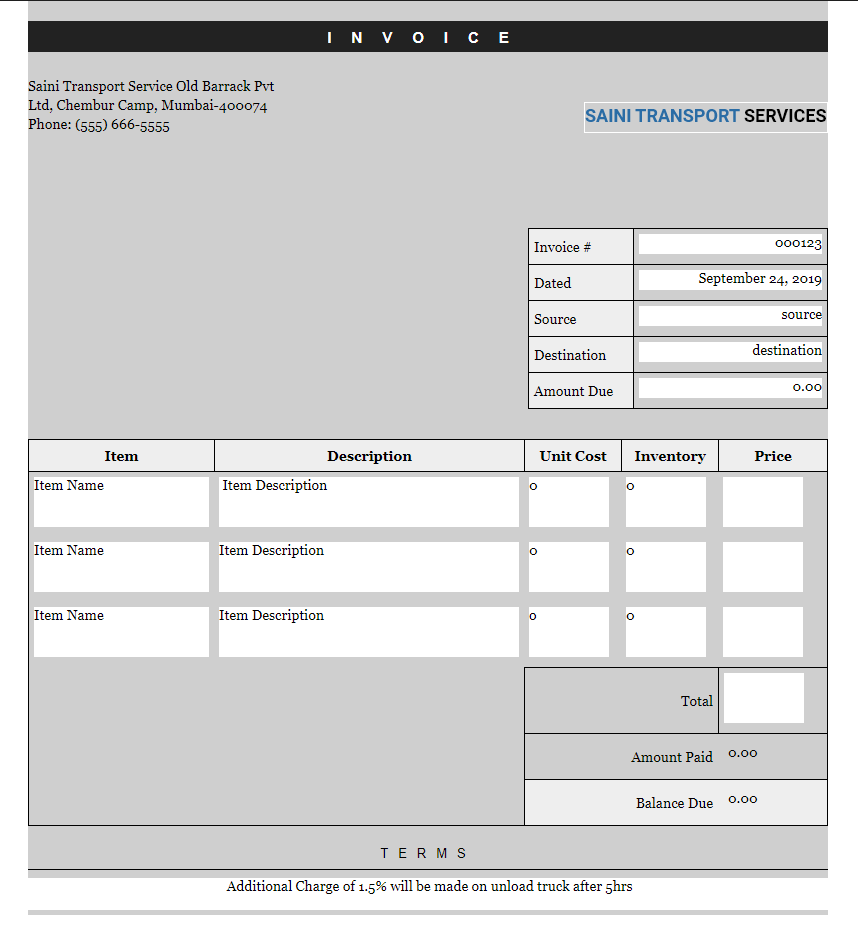 INVOICE
Saini Transport Service Old Barrack Pvt
Ltd, Chembur Camp, Mumbai-400074
Phone: (555) 666-5555
SAINI TRANSPORT SERVICES
Invoice # 000123
Dated September 24, 2019
Source source
Destination destination
Amount Due 0.00
Item Description Unit Cost Inventory Price
Item Name Item Description 0 0
Item Name Item Description 0 0
Item Name Item Description 0 0
Total
Amount Paid 0.00
Balance Due 0.00
TERMS
Additional Charge of 1.5% will be made on unload truck after 5hrs